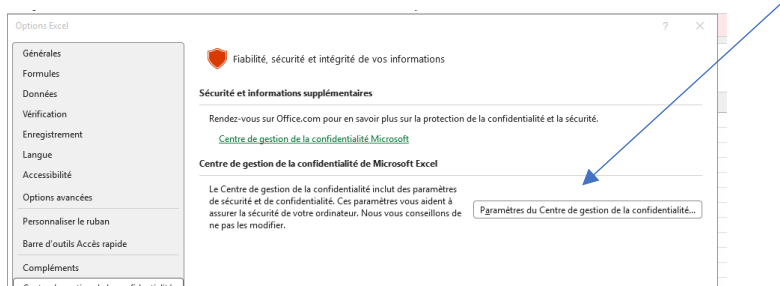 Options Excel
? ×
Générales
Formules
Données
Vérification
Enregistrement
Langue
Accessibilité
Options avancées
Personnaliser le ruban
Barre d'outils Accès rapide
Compléments
Fiabilité, sécurité et intégrité de vos informations
Sécurité et informations supplémentaires
Rendez-vous sur Office.com pour en savoir plus sur la protection de la confidentialité et la sécurité.
Centre de gestion de la confidentialité Microsoft
Centre de gestion de la confidentialité de Microsoft Excel
Le Centre de gestion de la confidentialité inclut des paramètres
de sécurité et de confidentialité. Ces paramètres vous aident à
assurer la sécurité de votre ordinateur. Nous vous conseillons de
ne pas les modifier.
Paramètres du Centre de gestion de la confidentialité...